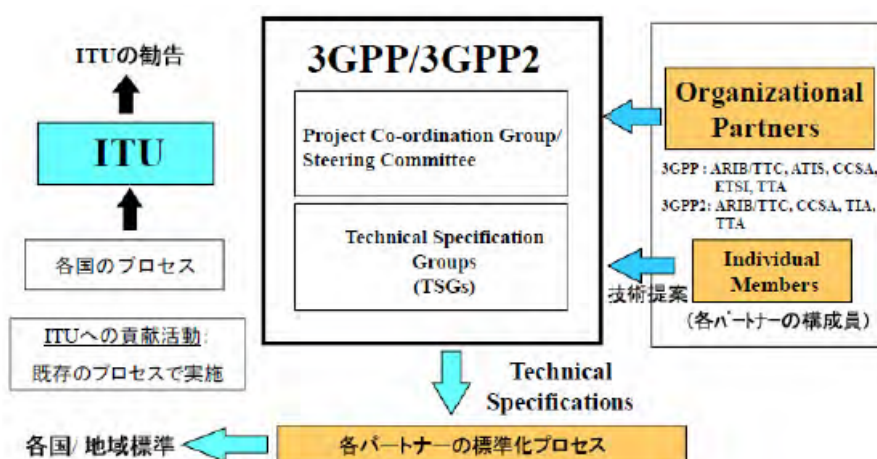 ITUの勧告
ITU
各国のプロセス
ITUへの貢献活動:
既存のプロセスで実施
3GPP/3GPP2
Project Co-ordination Group/
Steering Committee
Technical Specification
Groups
(TSGs)
Organizational
Partners
3GPP : ARIB/TTC, ATIS, CCSA,
ETSI, TTA
3GPP2: ARIB/TTC, CCSA, TIA,
TTA
技術提案
Individual
Members
(各パートナーの構成員)
Technical
Specifications
各パートナーの標準化プロセス
各国/地域標準